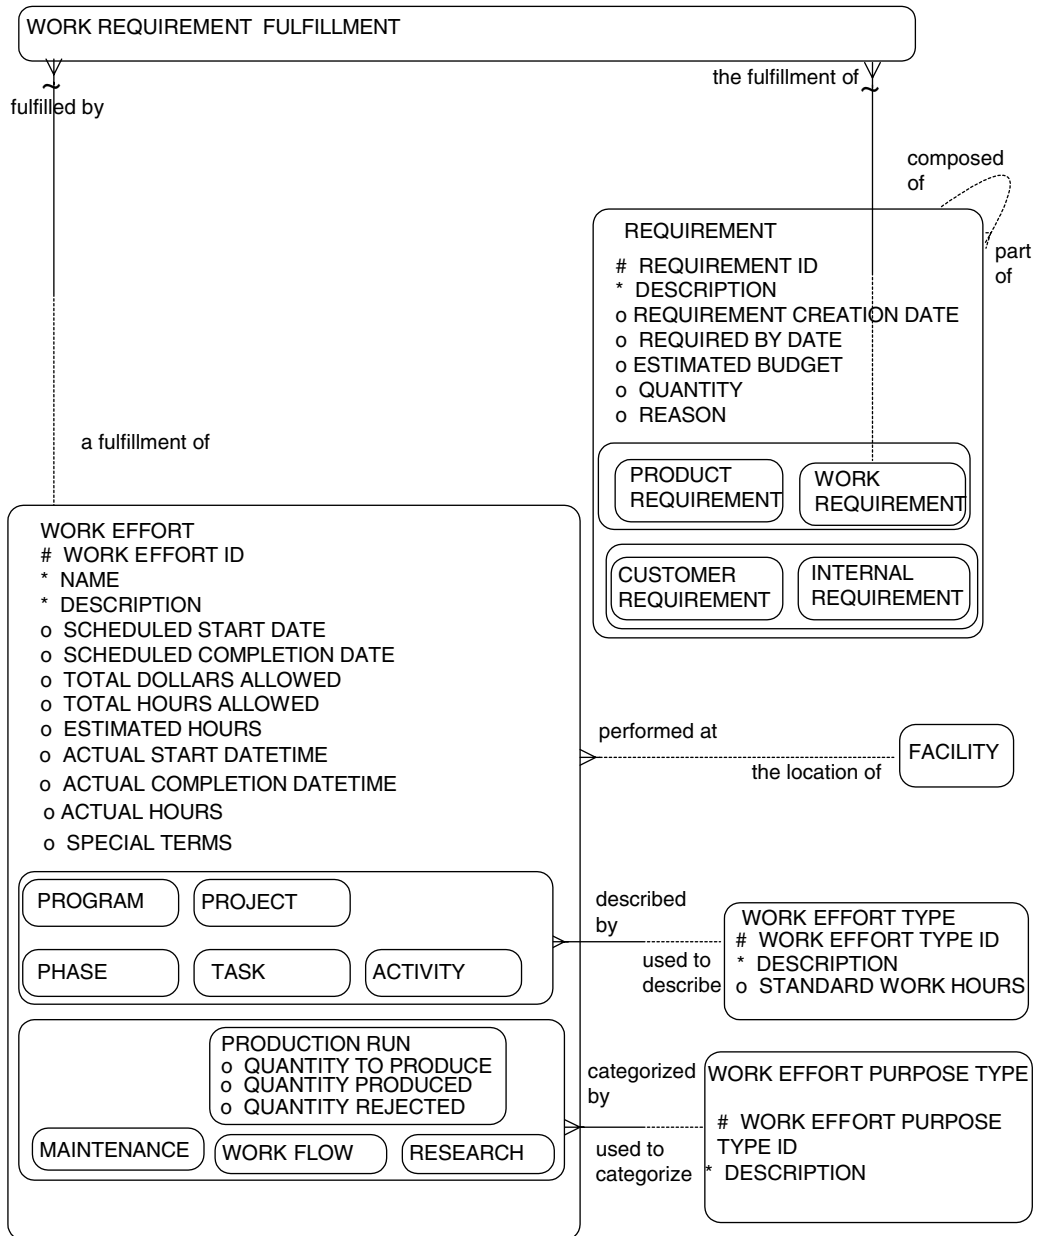 WORK REQUIREMENT FULFILLMENT
the fulfillment of
fulfilled by
composed
of
part
of
REQUIREMENT
# REQUIREMENT ID
* DESCRIPTION
o REQUIREMENT CREATION DATE
o REQUIRED BY DATE
o ESTIMATED BUDGET
o QUANTITY
o REASON
a fulfillment of
PRODUCT
REQUIREMENT
WORK
REQUIREMENT
CUSTOMER
REQUIREMENT
INTERNAL
REQUIREMENT
WORK EFFORT
# WORK EFFORT ID
* NAME
* DESCRIPTION
o SCHEDULED START DATE
o SCHEDULED COMPLETION DATE
o TOTAL DOLLARS ALLOWED
o TOTAL HOURS ALLOWED
o ESTIMATED HOURS
o ACTUAL START DATETIME
o ACTUAL COMPLETION DATETIME
o ACTUAL HOURS
o SPECIAL TERMS
performed at
the location of
FACILITY
PROGRAM
PROJECT
PHASE
TASK
ACTIVITY
described
by
used to
describe
WORK EFFORT TYPE
# WORK EFFORT TYPE ID
* DESCRIPTION
o STANDARD WORK HOURS
PRODUCTION RUN
o QUANTITY TO PRODUCE
o QUANTITY PRODUCED
o QUANTITY REJECTED
MAINTENANCE
WORK FLOW
RESEARCH
categorized
by
used to
categorize
WORK EFFORT PURPOSE TYPE
# WORK EFFORT PURPOSE
TYPE ID
* DESCRIPTION